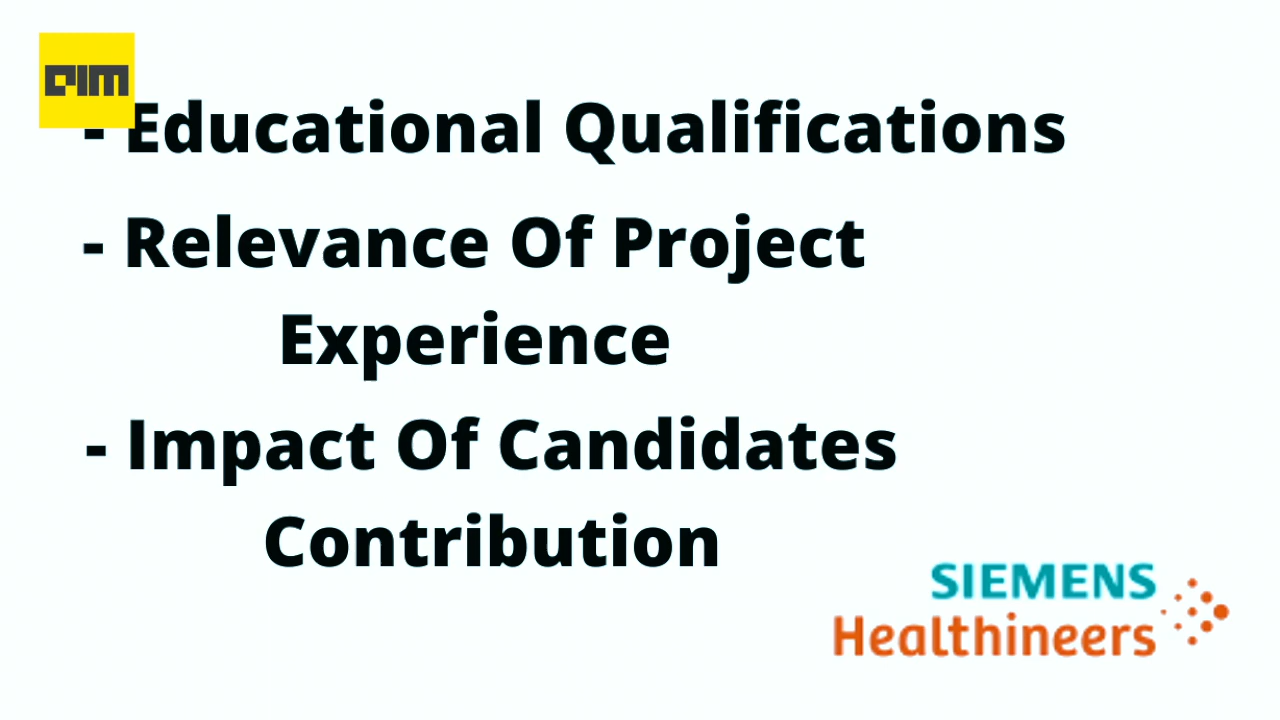 AIM
- Educational Qualifications
- Relevance Of Project
Experience
- Impact Of Candidates
Contribution
SIEMENS
Healthineers